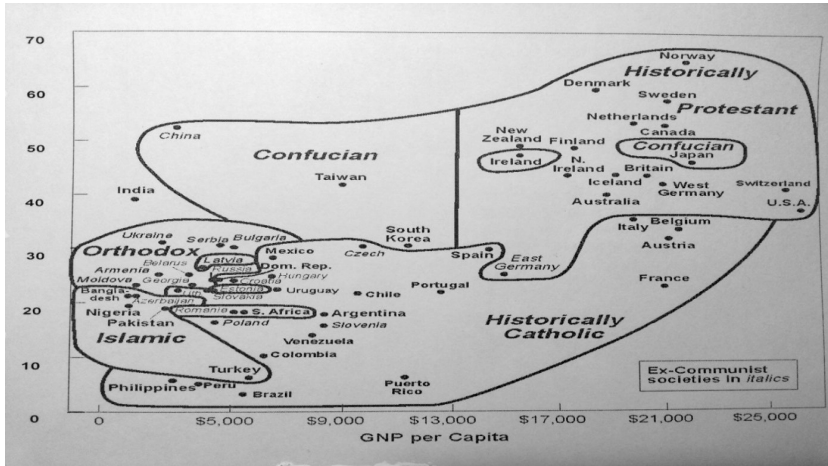 70
60
50
40
30
20
10
0
Norway
Historically
Denmark
Sweden
Protestant
Netherlands
Canada
New
Zealand
Finland
Confucian
Japan
Ireland
N.
Ireland
Iceland
Britain
West
Germany
Switzerland
Australia
U.S.A.
China
Confucian
Taiwan
India
South
Korea
Italy
Belgium
Austria
Ukraine
Serbia
Bulgaria
Orthodox
Mexico
Czech
Spain
East
Germany
Belarus
Latvia
Russia
Dom. Rep.
Armenia
Georgia
Hungary
Moldova
Croatia
Estonia
Slovakia
Uruguay
Chile
Portugal
France
Bangla-
desh
Azerbaijan
Nigeria
Romania
S. Africa
Argentina
Historically
Catholic
Pakistan
Poland
Slovenia
Islamic
Venezuela
Colombia
Turkey
Philippines
Peru
Brazil
Puerto
Rico
Ex-Communist
societies in italics
0
$5,000
$9,000
$13,000
$17,000
$21,000
$25,000
GNP per Capita